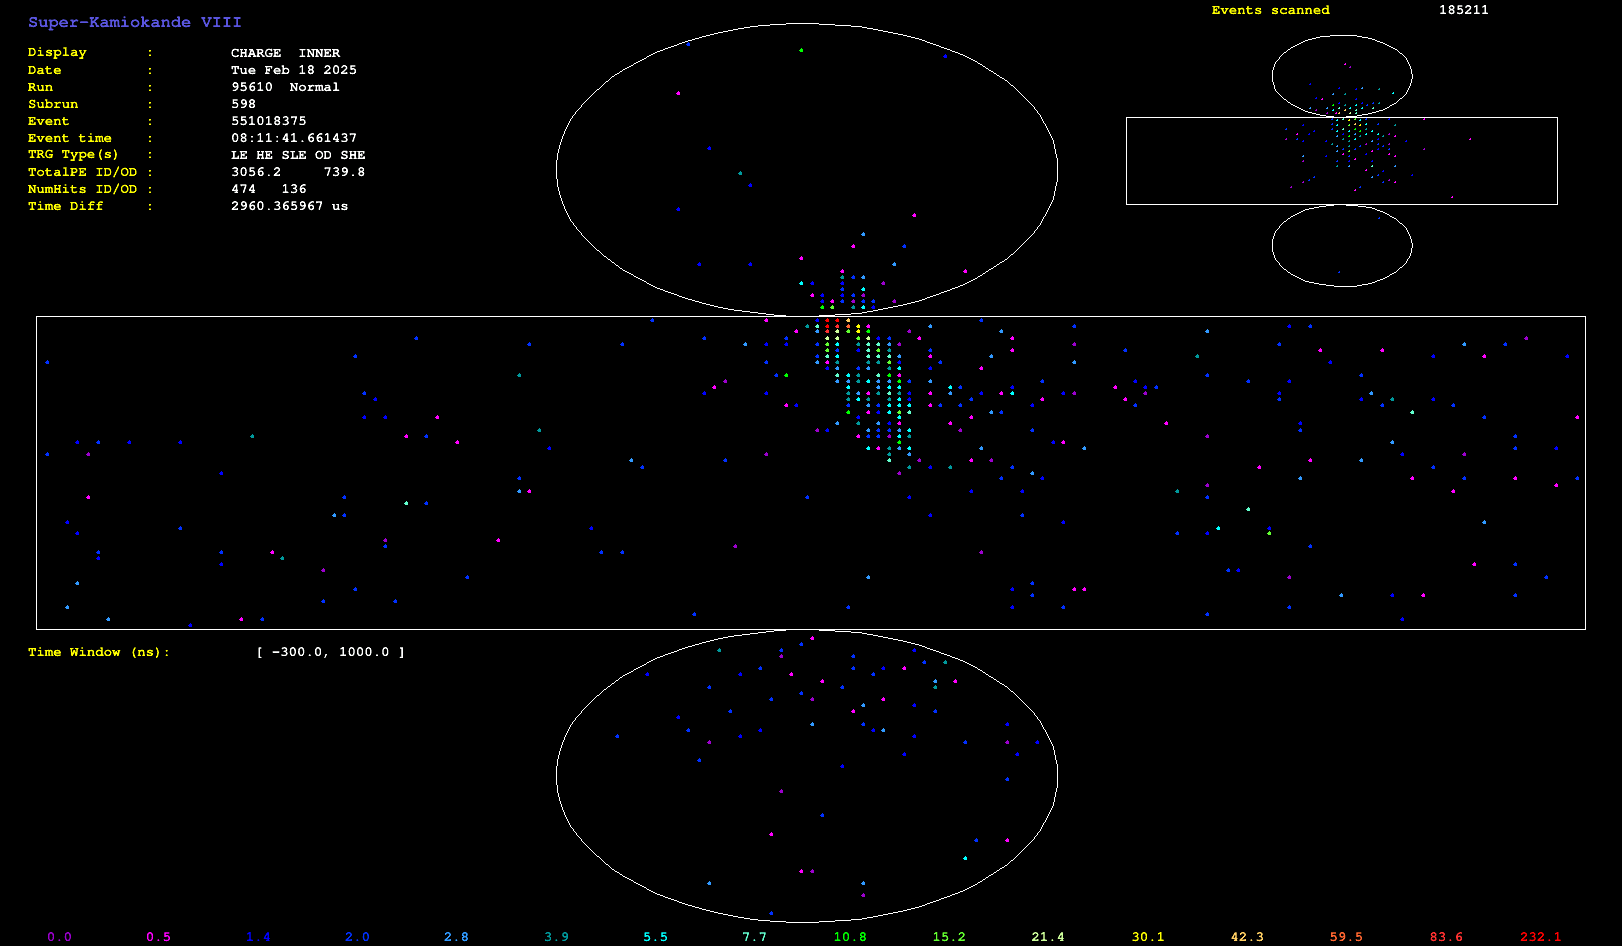 Super-Kamiokande VIII
Events scanned 185211
Display : CHARGE INNER
Date : Tue Feb 18 2025
Run : 95610 Normal
Subrun : 598
Event : 551018375
Event time : 08:11:41.661437
TRG Type(s) : LE HE SLE OD SHE
TotalPE ID/OD : 3056.2 739.8
NumHits ID/OD : 474 136
Time Diff : 2960.365967 us
Time Window (ns): [ -300.0, 1000.0 ]
0.0 0.5 1.4 2.0 2.8 3.9 5.5 7.7 10.8 15.2 21.4 30.1 42.3 59.5 83.6 232.1